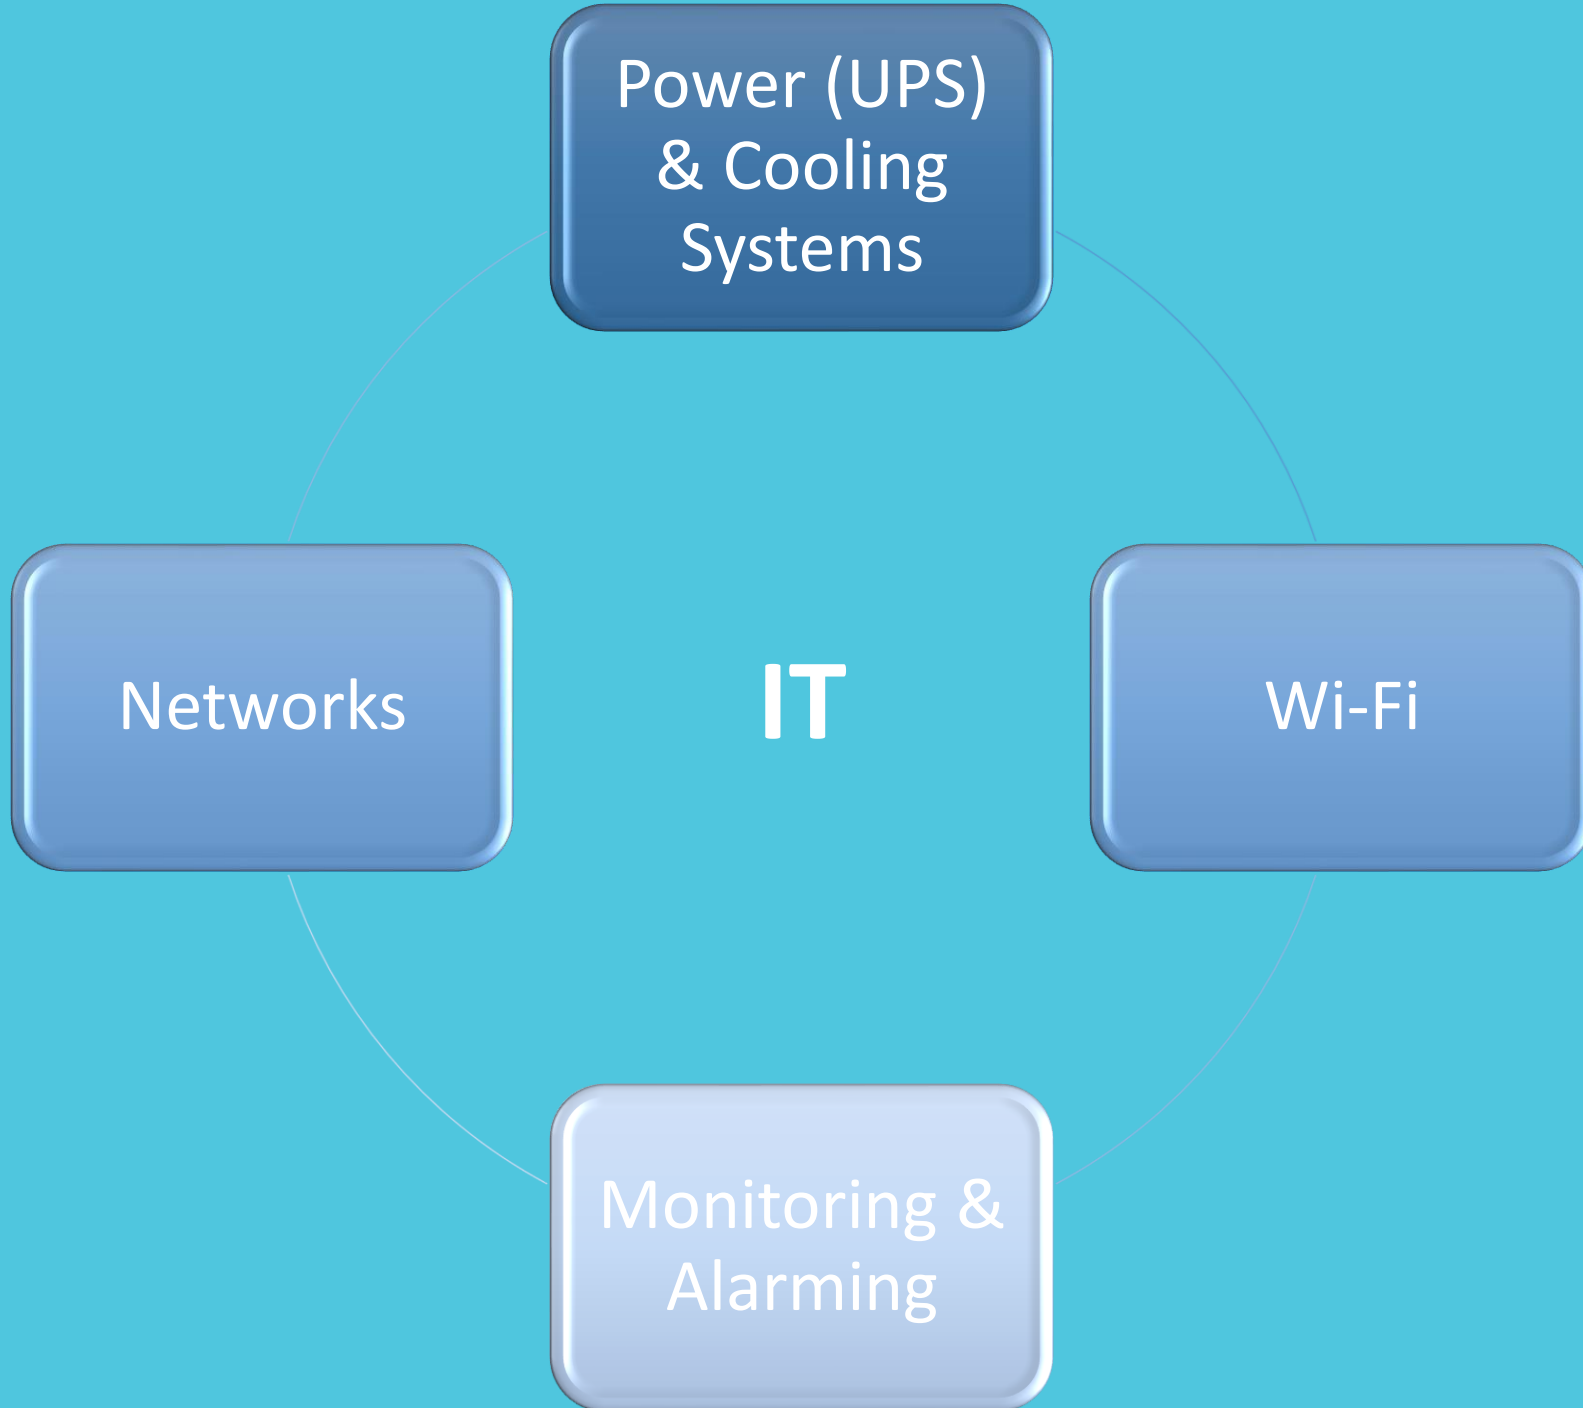 Power (UPS)
& Cooling
Systems
Networks
IT
Wi-Fi
Monitoring &
Alarming